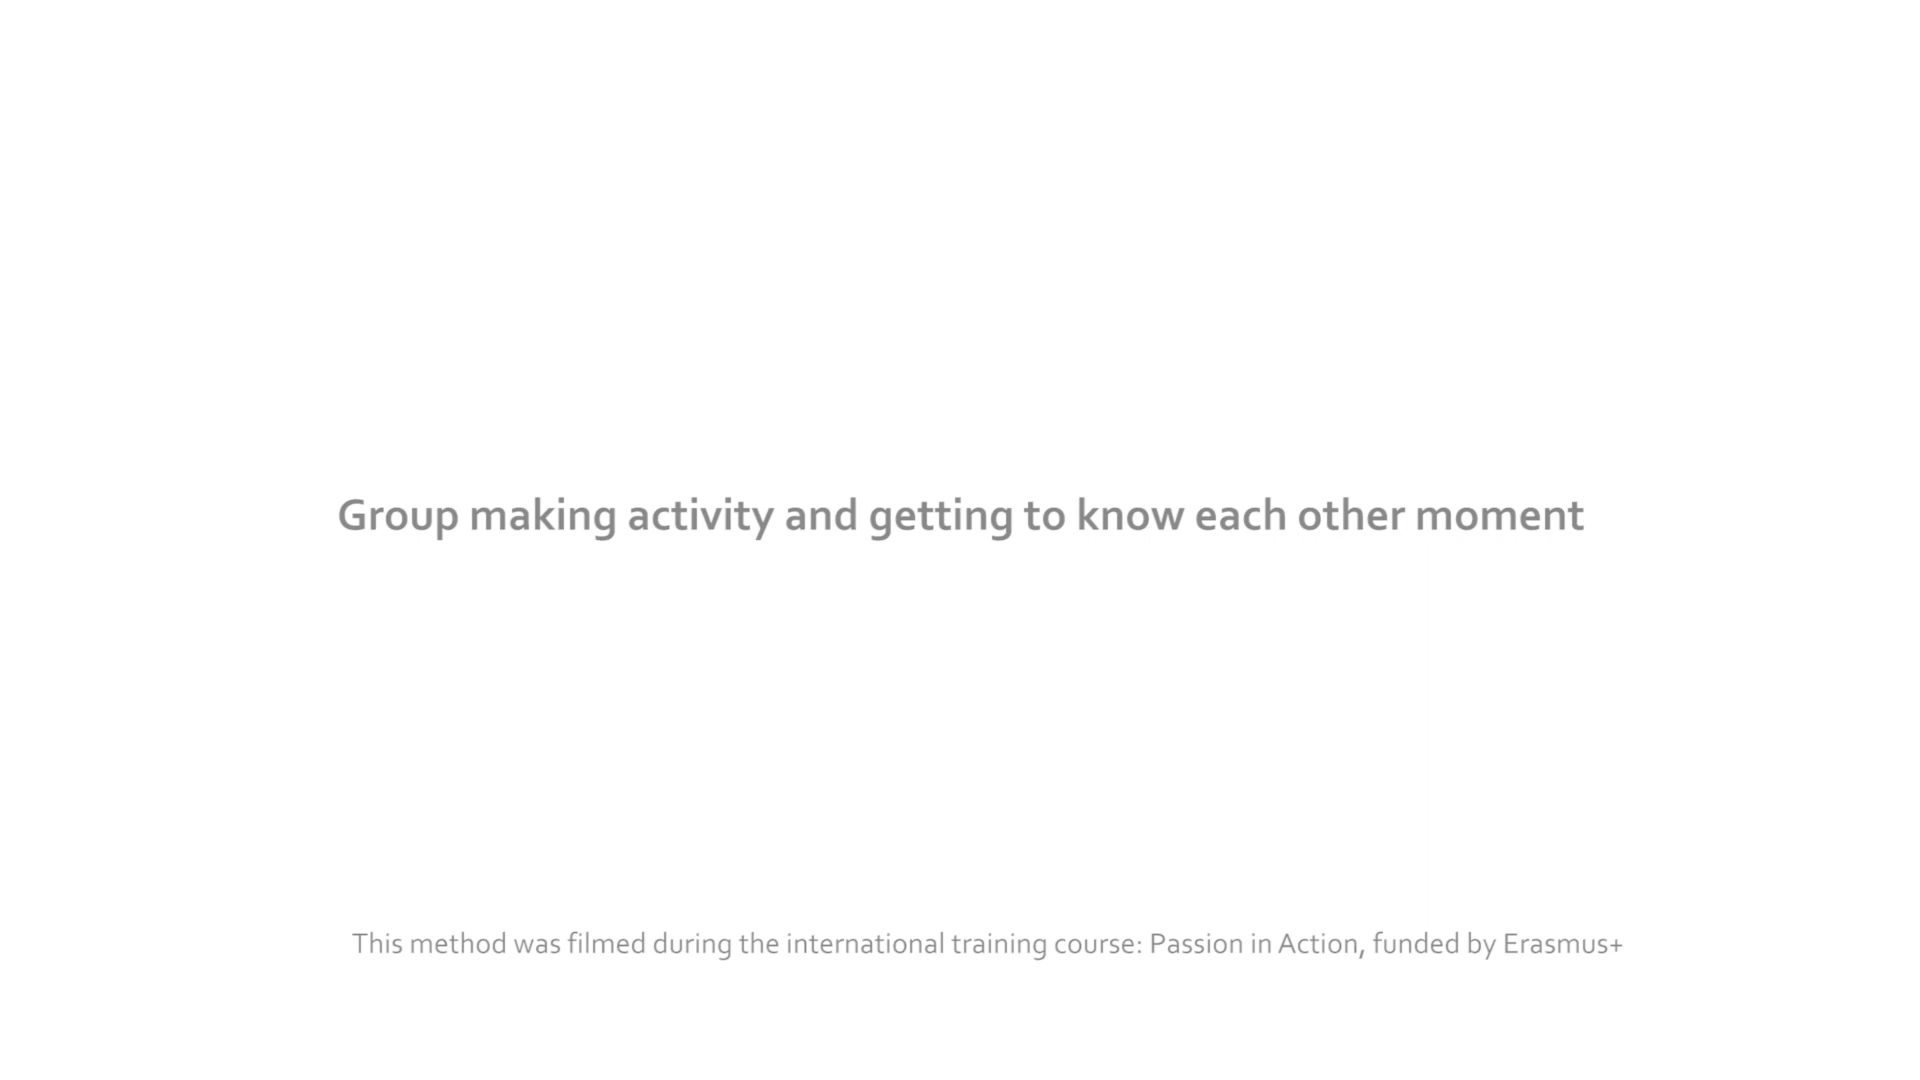 Group making activity and getting to know each other moment
This method was filmed during the international training course: Passion in Action, funded by Erasmus+